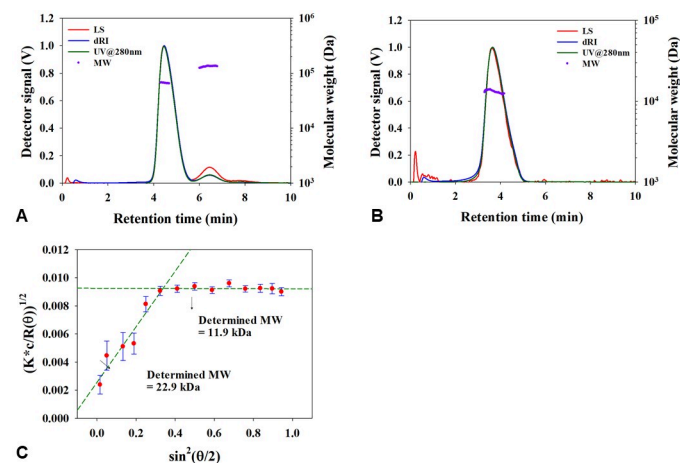 1.2
1.0
0.8
0.6
0.4
0.2
0.0
Detector signal (V)
LS
dRI
UV@280nm
MW
10⁶
10⁵
10⁴
10³
Molecular weight (Da)
0 2 4 6 8 10
Retention time (min)
A
1.2
1.0
0.8
0.6
0.4
0.2
0.0
Detector signal (V)
LS
dRI
UV@280nm
MW
10⁵
10⁴
10³
Molecular weight (Da)
0 2 4 6 8 10
Retention time (min)
B
0.012
0.010
0.008
0.006
0.004
0.002
0.000
(K*c/R(θ))^1/2
Determined MW
= 11.9 kDa
Determined MW
= 22.9 kDa
0.0 0.2 0.4 0.6 0.8 1.0
sin²(θ/2)
C